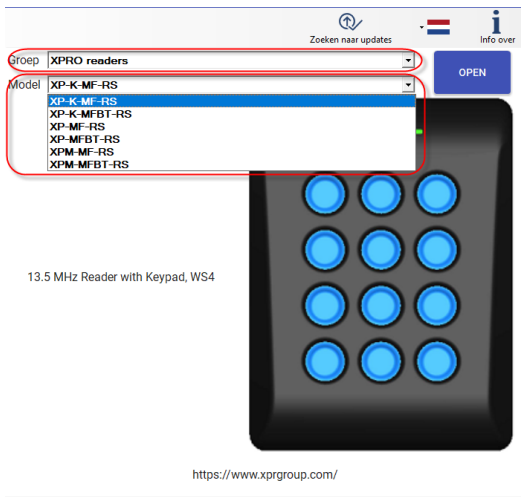 Zoeken naar updates
Info over
Groep XPRO readers
OPEN
Model XP-K-MF-RS
XP-K-MF-RS
XP-K-MFBT-RS
XP-MF-RS
XP-MFBT-RS
XPM-MF-RS
XPM-MFBT-RS
13.5 MHz Reader with Keypad, WS4
https://www.xprgroup.com/